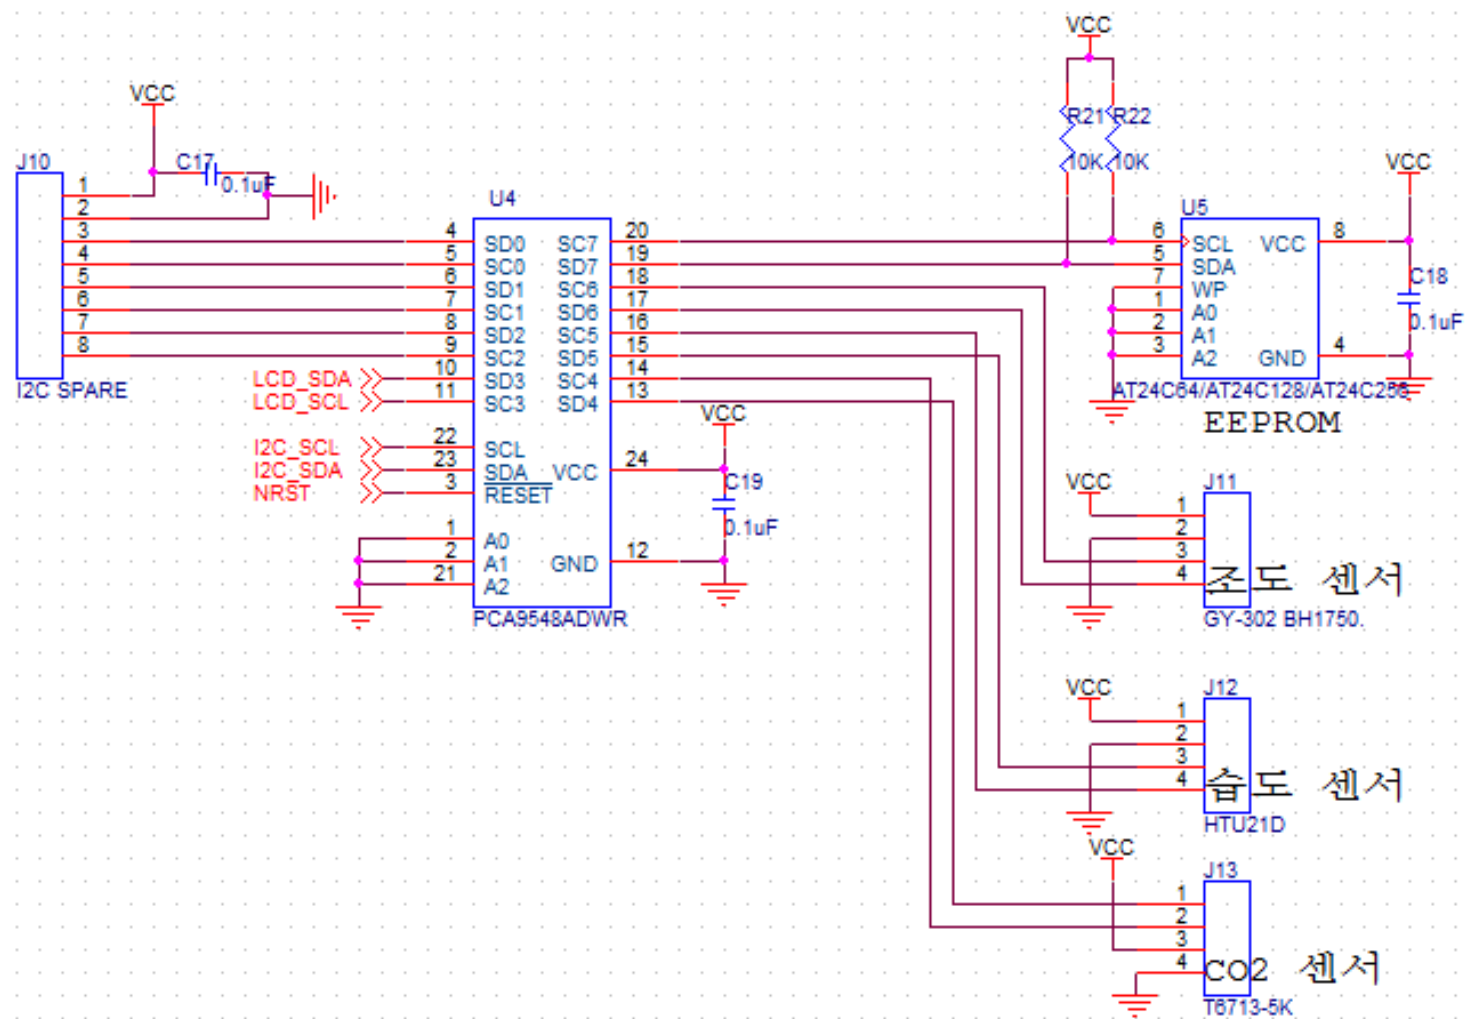 VCC
R21 R22
10K 10K
VCC
J10
C17
0.1uF
1
2
3
4
5
6
7
8
I2C SPARE
U4
4 SD0 SC7 20
5 SC0 SD7 19
6 SD1 SC6 18
7 SC1 SD6 17
8 SD2 SC5 16
9 SC2 SD5 15
LCD_SDA 10 SD3 SC4 14
LCD_SCL 11 SC3 SD4 13
I2C_SCL 22 SCL
I2C_SDA 23 SDA VCC 24
NRST 3 RESET
1 A0
2 A1 GND 12
21 A2
PCA9548ADWR
VCC
C19
0.1uF
VCC
U5
6 SCL VCC 8
5 SDA
7 WP
1 A0
2 A1
3 A2 GND 4
C18
0.1uF
AT24C64/AT24C128/AT24C256
EEPROM
VCC
J11
1
2
3
4
조도 센서
GY-302 BH1750.
VCC
J12
1
2
3
4
습도 센서
HTU21D
VCC
J13
1
2
3
4
CO2 센서
T6713-5K